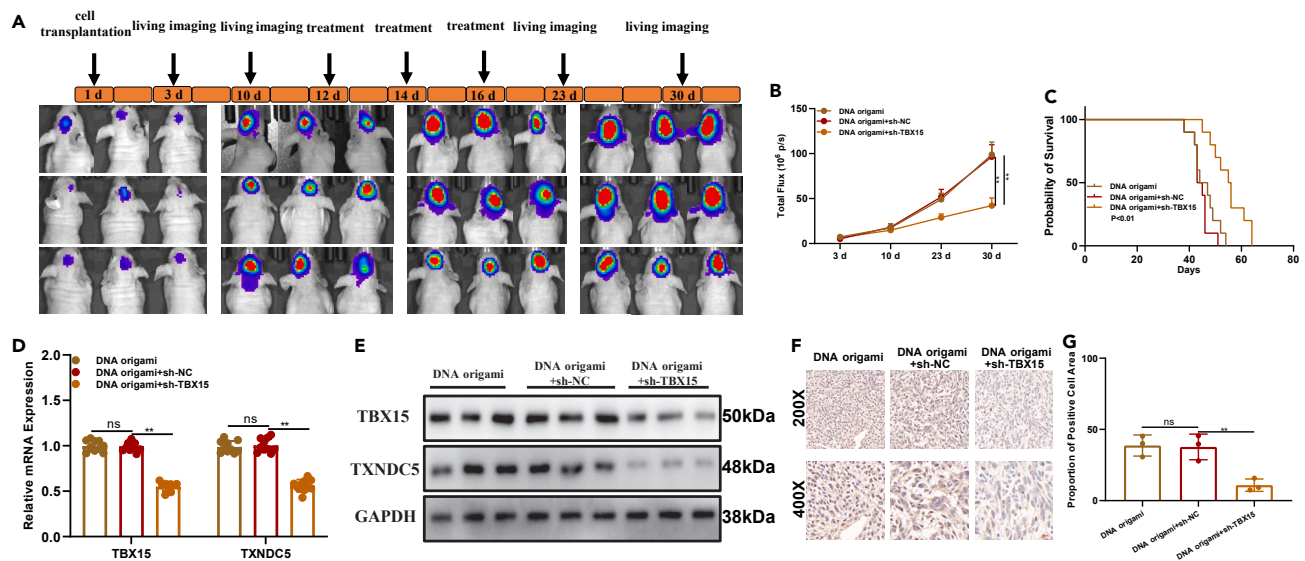 A
cell
transplantation
living imaging
living imaging
treatment
treatment
treatment
living imaging
living imaging
1 d
3 d
10 d
12 d
14 d
16 d
23 d
30 d
B
DNA origami
DNA origami+sh-NC
DNA origami+sh-TBX15
Total Flux (10⁶ p/s)
150
100
50
0
**
**
3 d
10 d
23 d
30 d
C
Probability of Survival
100
50
0
DNA origami
DNA origami+sh-NC
DNA origami+sh-TBX15
P<0.01
0
20
40
60
80
Days
D
DNA origami
DNA origami+sh-NC
DNA origami+sh-TBX15
Relative mRNA Expression
2.0
1.5
1.0
0.5
0.0
ns
**
ns
**
TBX15
TXNDC5
E
DNA origami
DNA origami
+sh-NC
DNA origami
+sh-TBX15
TBX15
50kDa
TXNDC5
48kDa
GAPDH
38kDa
F
DNA origami
DNA origami
+sh-NC
DNA origami
+sh-TBX15
200X
400X
G
Proportion of Positive Cell Area
100
50
0
ns
**
DNA origami
DNA origami+sh-NC
DNA origami+sh-TBX15